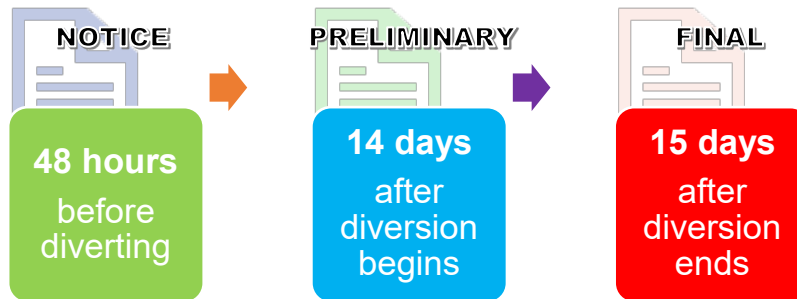 NOTICE
48 hours
before
diverting
PRELIMINARY
14 days
after
diversion
begins
FINAL
15 days
after
diversion
ends